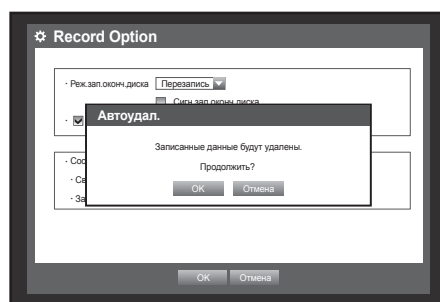 Record Option
· Реж.зап.оконч.диска Перезапись
Сигн.зап.оконч.диска
Автоудал.
Записанные данные будут удалены.
Продолжить?
OK Отмена
OK Отмена